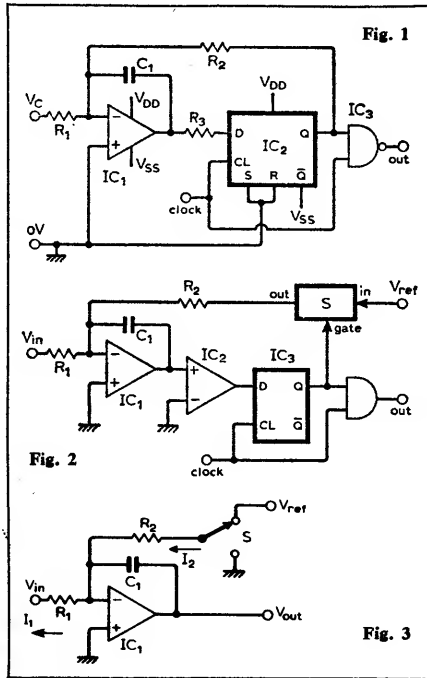 Fig. 1
R2
C1
VC
VDD
R1
R3
VDD
IC3
D
Q
IC2
CL
S
R
Q̅
IC1
VSS
VSS
out
clock
0V
R2
out
S
in
Vref
gate
C1
Vin
R1
IC2
IC3
D
Q
CL
Q̅
IC1
out
clock
Fig. 2
Vref
R2
S
I2
C1
Vin
R1
I1
IC1
Vout
Fig. 3